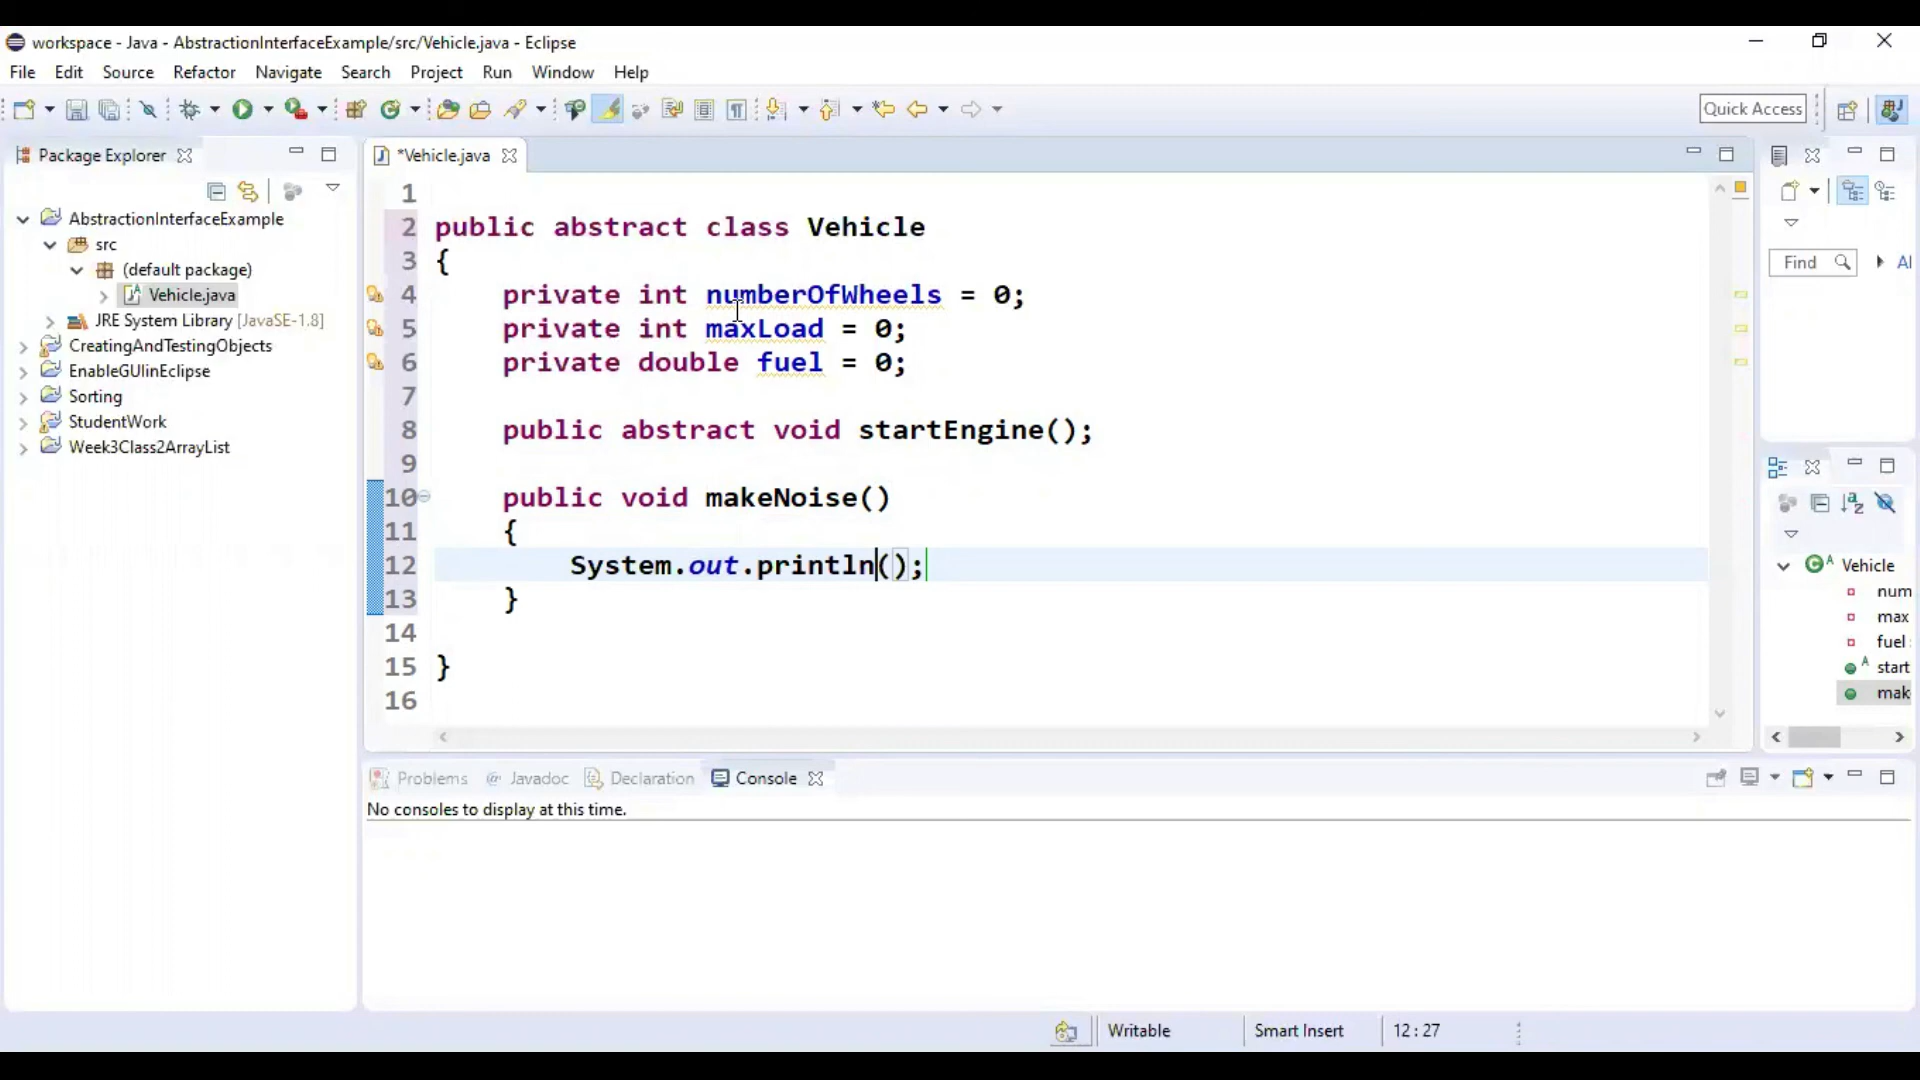 workspace - Java - AbstractionInterfaceExample/src/Vehicle.java - Eclipse
File Edit Source Refactor Navigate Search Project Run Window Help
Quick Access
Package Explorer
AbstractionInterfaceExample
src
(default package)
Vehicle.java
JRE System Library [JavaSE-1.8]
CreatingAndTestingObjects
EnableGUIinEclipse
Sorting
StudentWork
Week3Class2ArrayList
*Vehicle.java
1
2 public abstract class Vehicle
3 {
4 private int numberOfWheels = 0;
5 private int maxLoad = 0;
6 private double fuel = 0;
7
8 public abstract void startEngine();
9
10 public void makeNoise()
11 {
12 System.out.println();
13 }
14
15 }
16
Find Al
Vehicle
num
max
fuel
start
mak
Problems @ Javadoc Declaration Console
No consoles to display at this time.
Writable Smart Insert 12:27